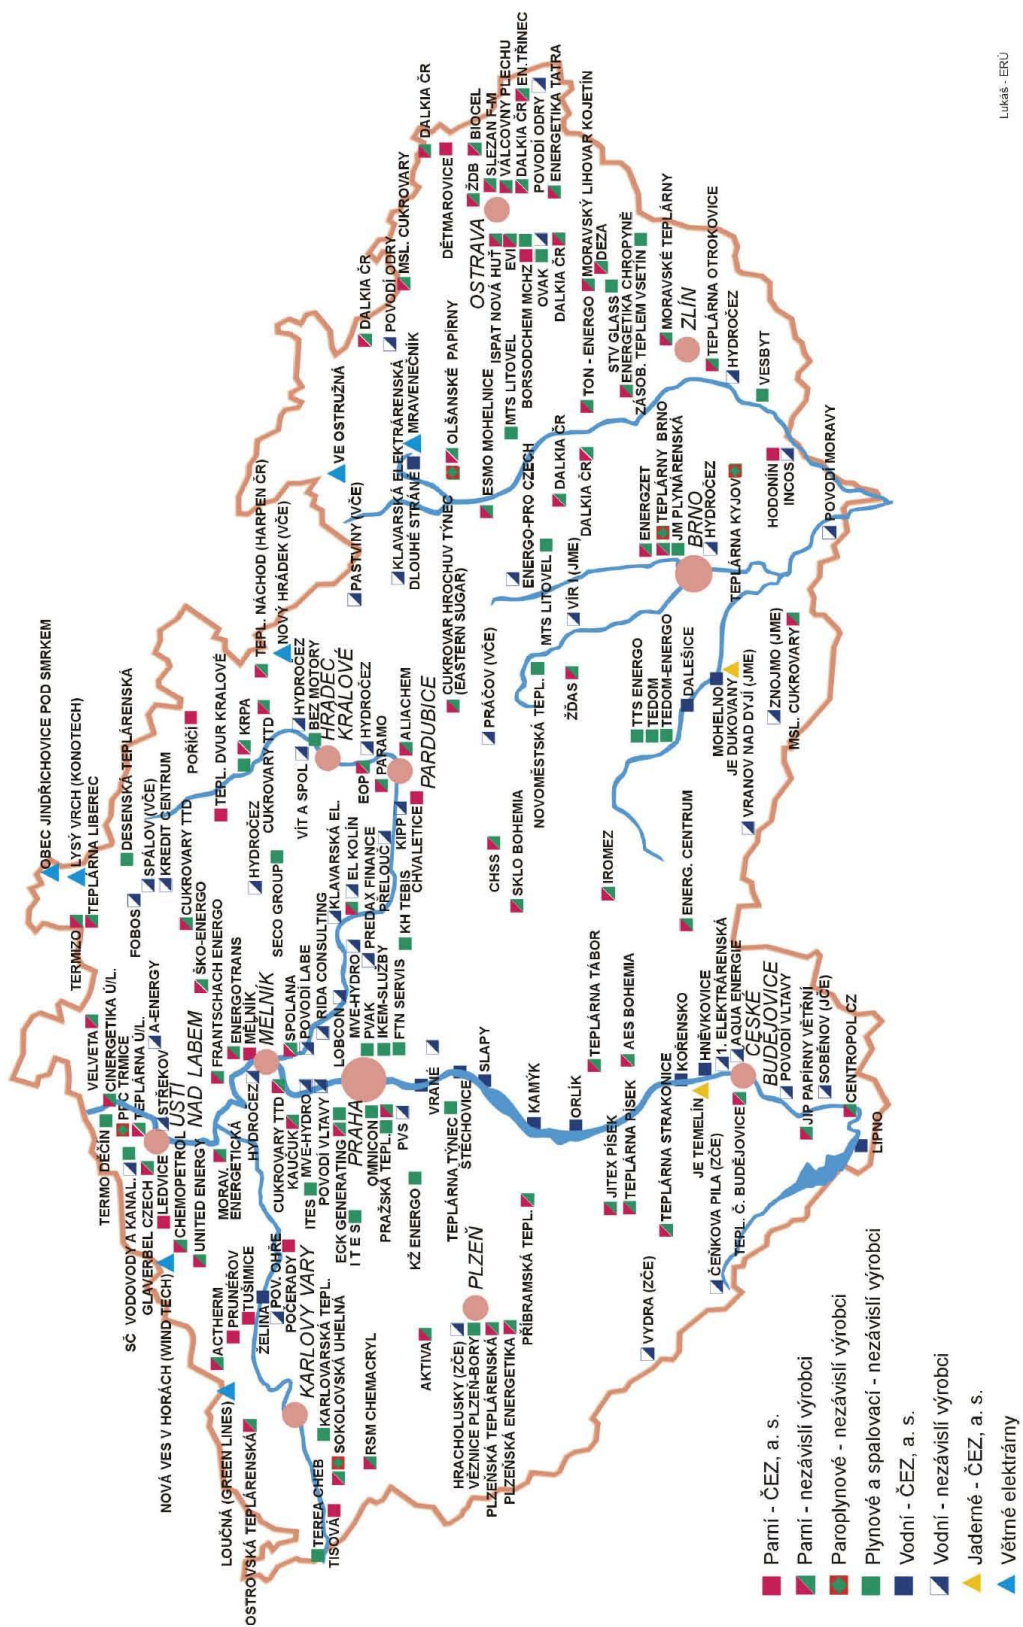 OBEC JINDŘICHOVICE POD SMRKEM
LYSÝ VRCH (KONOTECH)
TERMIZO
TEPLÁRNA LIBEREC
VELVETA
TERMO DĚČÍN
CINERGETIKA Ú/L.
PPC TRMICE
TEPLÁRNA Ú/L.
SČ VODOVODY A KANAL.
GLAVERBEL CZECH
STŘEKOV
A-ENERGY
LEDVICE
ÚSTÍ
NAD LABEM
NOVÁ VES V HORÁCH (WIND TECH)
CHEMOPETROL
UNITED ENERGY
FOBOS
DESENSKÁ TEPLÁRENSKÁ
SPÁLOV(VČE)
KREDIT CENTRUM
CUKROVARY TTD
ŠKO-ENERGO
FRANTSCHACH ENERGO
MORAV.
ENERGETICKÁ
POŘÍČÍ
TEPL. DVUR KRALOVÉ
KRPA
CUKROVARY TTD
TEPL. NÁCHOD (HARPEN ČR)
NOVÝ HRÁDEK (VČE)
LOUČNÁ (GREEN LINES)
ACTHERM
PRUNÉŘOV
TUŠIMICE
OSTROVSKÁ TEPLÁRENSKÁ
ŽELINA
POV. OHŘE
POČERADY
KARLOVY VARY
TEREA CHEB
KARLOVARSKÁ TEPL.
TISOVÁ
SOKOLOVSKÁ UHELNÁ
RSM CHEMACRYL
ENERGOTRANS
MĚLNÍK
MĚLNÍK
HYDROČEZ
HYDROČEZ
SECO GROUP
CUKROVARY TTD
KAUČUK
SPOLANA
POVODÍ LABE
MVE-HYDRO
ITES
POVODÍ VLTAVY
RIDA CONSULTING
KLAVARSKÁ EL.
LOBCON
EL KOLÍN
MVE-HYDRO
PREDAX FINANCE
PŘELOUČ
KIPP
CHVALETICE
KH TEBIS
PVAK
IKEM-SLUŽBY
FTN SERVIS
ECK GENERATING
I T E S
PRAHA
OMNICON
PRAŽSKÁ TEPL.
PVS
KŽ ENERGO
VRANÉ
TEPLÁRNA TÝNEC
ŠTĚCHOVICE
SLAPY
HYDROČEZ
BEZ MOTORY
VÍT A SPOL
HRADEC
KRÁLOVÉ
HYDROČEZ
EOP
PARAMO
ALIACHEM
PARDUBICE
PASTVINY (VČE)
VE OSTRUŽNÁ
KLAVARSKÁ ELEKTRÁRENSKÁ
DLOUHÉ STRÁNĚ
MRAVENEČNÍK
DALKIA ČR
POVODÍ ODRY
MSL. CUKROVARY
DALKIA ČR
DĚTMAROVICE
OLŠANSKÉ PAPÍRNY
CUKROVAR HROCHUV TÝNEC
(EASTERN SUGAR)
ESMO MOHELNICE
MTS LITOVEL
ŽDB
BIOCEL
SLEZAN F-M
VÁLCOVNY PLECHU
DALKIA ČR
EN.TŘINEC
POVODÍ ODRY
ENERGETIKA TATRA
OSTRAVA
ISPAT NOVÁ HUŤ
EVI
BORSODCHEM MCHZ
OVAK
DALKIA ČR
AKTIVA
HRACHOLUSKY (ZČE)
VĚZNICE PLZEŇ-BORY
PLZEŇ
PLZEŇSKÁ TEPLÁRENSKÁ
PLZEŇSKÁ ENERGETIKA
PŘÍBRAMSKÁ TEPL.
KAMÝK
ORLÍK
CHSS
SKLO BOHEMIA
PRÁČOV (VČE)
ENERGO-PRO CZECH
NOVOMĚSTSKÁ TEPL.
MTS LITOVEL
ŽĎAS
VÍR I (JME)
DALKIA ČR
DALKIA ČR
TON - ENERGO
MORAVSKÝ LIHOVAR KOJETÍN
DEZA
STV GLASS
ENERGETIKA CHROPYNĚ
ZÁSOB. TEPLEM VSETÍN
MORAVSKÉ TEPLÁRNY
ZLÍN
TEPLÁRNA OTROKOVICE
HYDROČEZ
VESBYT
TEPLÁRNA TÁBOR
IROMEZ
AES BOHEMIA
JITEX PÍSEK
TEPLÁRNA PÍSEK
TEPLÁRNA STRAKONICE
VYDRA (ZČE)
KOŘENSKO
HNĚVKOVICE
JE TEMELÍN
ČEŇKOVA PILA (ZČE)
1. ELEKTRÁRENSKÁ
AQUA ENERGIE
TEPL. Č. BUDĚJOVICE
ČESKÉ
BUDĚJOVICE
POVODÍ VLTAVY
JIP PAPÍRNY VĚTŘNÍ
SOBĚNOV (JČE)
CENTROPOL CZ
LIPNO
ENERG. CENTRUM
TTS ENERGO
TEDOM
TEDOM-ENERGO
DALEŠICE
MOHELNO
JE DUKOVANY
VRANOV NAD DYJÍ (JME)
ZNOJMO (JME)
MSL. CUKROVARY
ENERGZET
TEPLÁRNY BRNO
JM PLYNÁRENSKÁ
BRNO
HYDROČEZ
TEPLÁRNA KYJOV
HODONÍN
INCOS
POVODÍ MORAVY
Parní - ČEZ, a. s.
Parní - nezávislí výrobci
Paroplynové - nezávislí výrobci
Plynové a spalovací - nezávislí výrobci
Vodní - ČEZ, a. s.
Vodní - nezávislí výrobci
Jaderné - ČEZ, a. s.
Větrné elektrárny
Lukáš - ERÚ